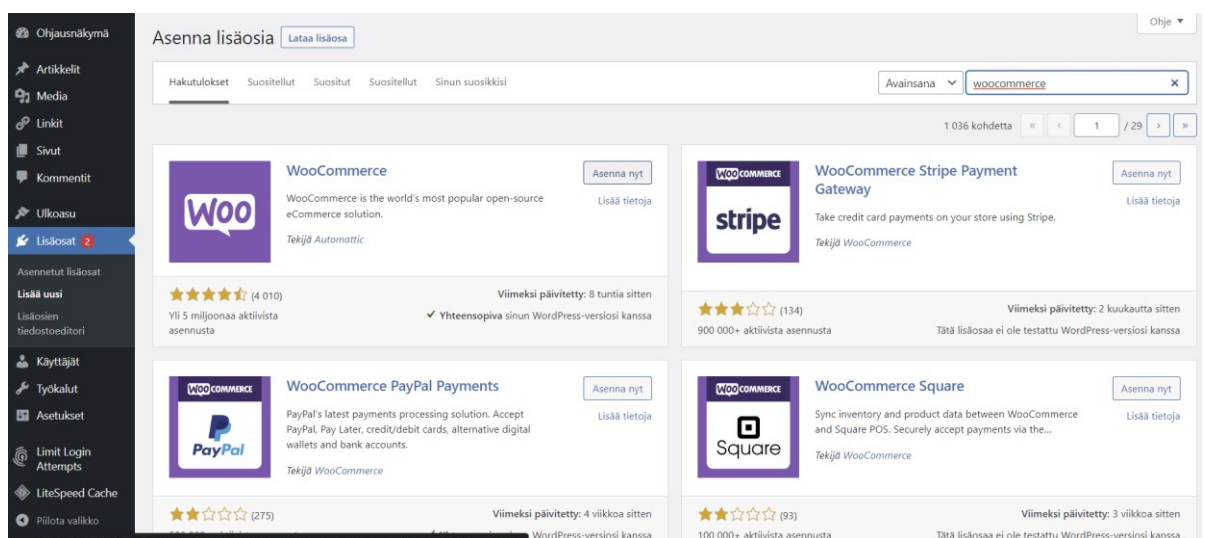 Ohjausnäkymä
Artikkelit
Media
Linkit
Sivut
Kommentit
Ulkoasu
Lisäosat 2
Asennetut lisäosat
Lisää uusi
Lisäosien
tiedostoeditori
Käyttäjät
Työkalut
Asetukset
Limit Login
Attempts
LiteSpeed Cache
Piilota valikko
Ohje
Asenna lisäosia Lataa lisäosa
Hakutulokset Suositellut Suositut Suositellut Sinun suosikkisi
Avainsana woocommerce
1 036 kohdetta « ‹ 1 / 29 › »
WOO
WooCommerce
Asenna nyt
WooCommerce is the world's most popular open-source
eCommerce solution.
Lisää tietoja
Tekijä Automattic
(4 010)
Viimeksi päivitetty: 8 tuntia sitten
Yli 5 miljoonaa aktiivista
asennusta
Yhteensopiva sinun WordPress-versiosi kanssa
WOO COMMERCE
stripe
WooCommerce Stripe Payment
Gateway
Asenna nyt
Take credit card payments on your store using Stripe.
Lisää tietoja
Tekijä WooCommerce
(134)
Viimeksi päivitetty: 2 kuukautta sitten
900 000+ aktiivista asennusta
Tätä lisäosaa ei ole testattu WordPress-versiosi kanssa
WOO COMMERCE
PayPal
WooCommerce PayPal Payments
Asenna nyt
PayPal's latest payments processing solution. Accept
PayPal, Pay Later, credit/debit cards, alternative digital
wallets and bank accounts.
Lisää tietoja
Tekijä WooCommerce
(275)
Viimeksi päivitetty: 4 viikkoa sitten
WordPress-versiosi kanssa
WOO COMMERCE
Square
WooCommerce Square
Asenna nyt
Sync inventory and product data between WooCommerce
and Square POS. Securely accept payments via the...
Lisää tietoja
Tekijä WooCommerce
(93)
Viimeksi päivitetty: 3 viikkoa sitten
100 000+ aktiivista asennusta
Tätä lisäosaa ei ole testattu WordPress-versiosi kanssa